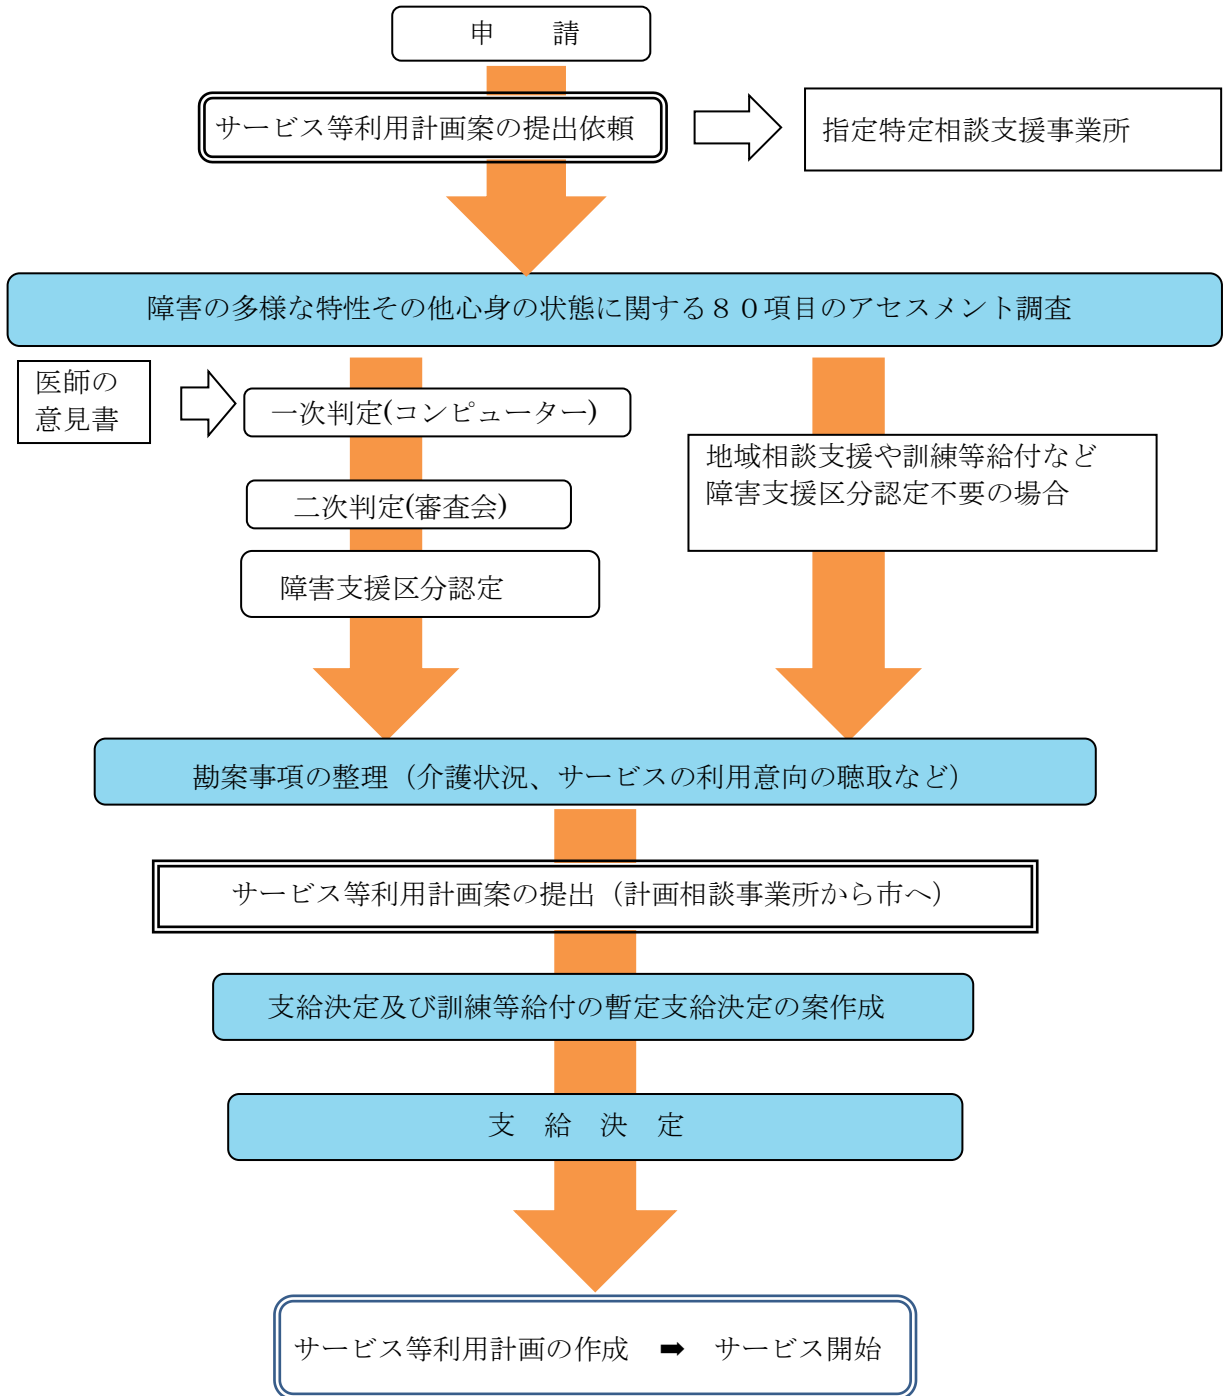 申　　請
サービス等利用計画案の提出依頼
指定特定相談支援事業所
障害の多様な特性その他心身の状態に関する８０項目のアセスメント調査
医師の
意見書
一次判定(コンピューター)
二次判定(審査会)
障害支援区分認定
地域相談支援や訓練等給付など
障害支援区分認定不要の場合
勘案事項の整理（介護状況、サービスの利用意向の聴取など）
サービス等利用計画案の提出（計画相談事業所から市へ）
支給決定及び訓練等給付の暫定支給決定の案作成
支　給　決　定
サービス等利用計画の作成　➡　サービス開始